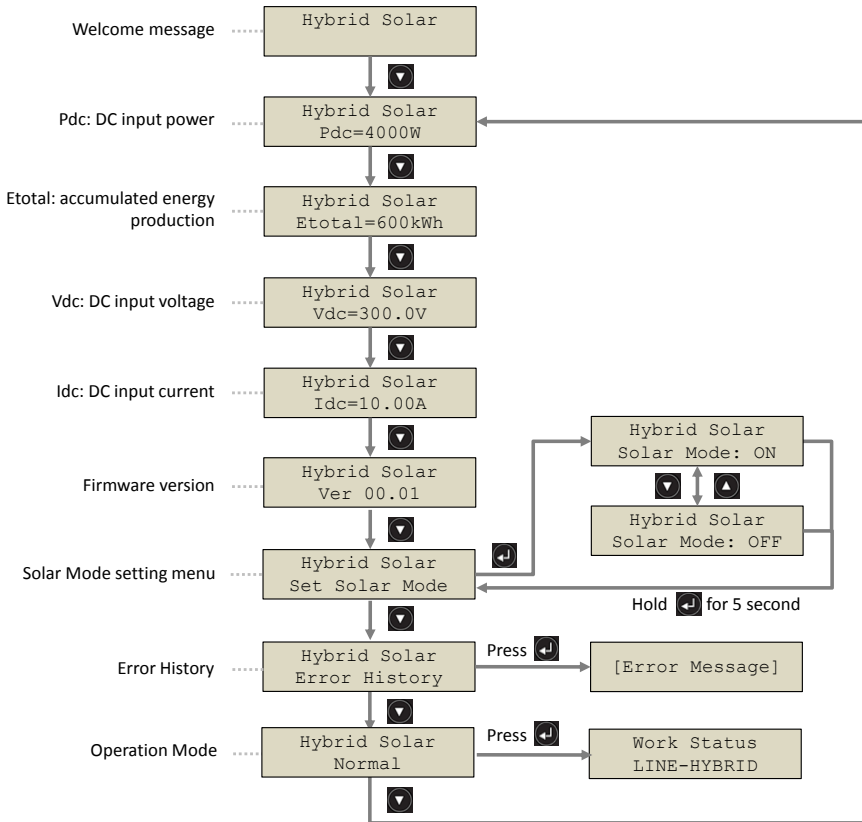 Welcome message
Hybrid Solar
Pdc: DC input power
Hybrid Solar
Pdc=4000W
Etotal: accumulated energy
production
Hybrid Solar
Etotal=600kWh
Vdc: DC input voltage
Hybrid Solar
Vdc=300.0V
Idc: DC input current
Hybrid Solar
Idc=10.00A
Firmware version
Hybrid Solar
Ver 00.01
Hybrid Solar
Solar Mode: ON
Hybrid Solar
Solar Mode: OFF
Solar Mode setting menu
Hybrid Solar
Set Solar Mode
Hold for 5 second
Error History
Hybrid Solar
Error History
Press
[Error Message]
Operation Mode
Hybrid Solar
Normal
Press
Work Status
LINE-HYBRID